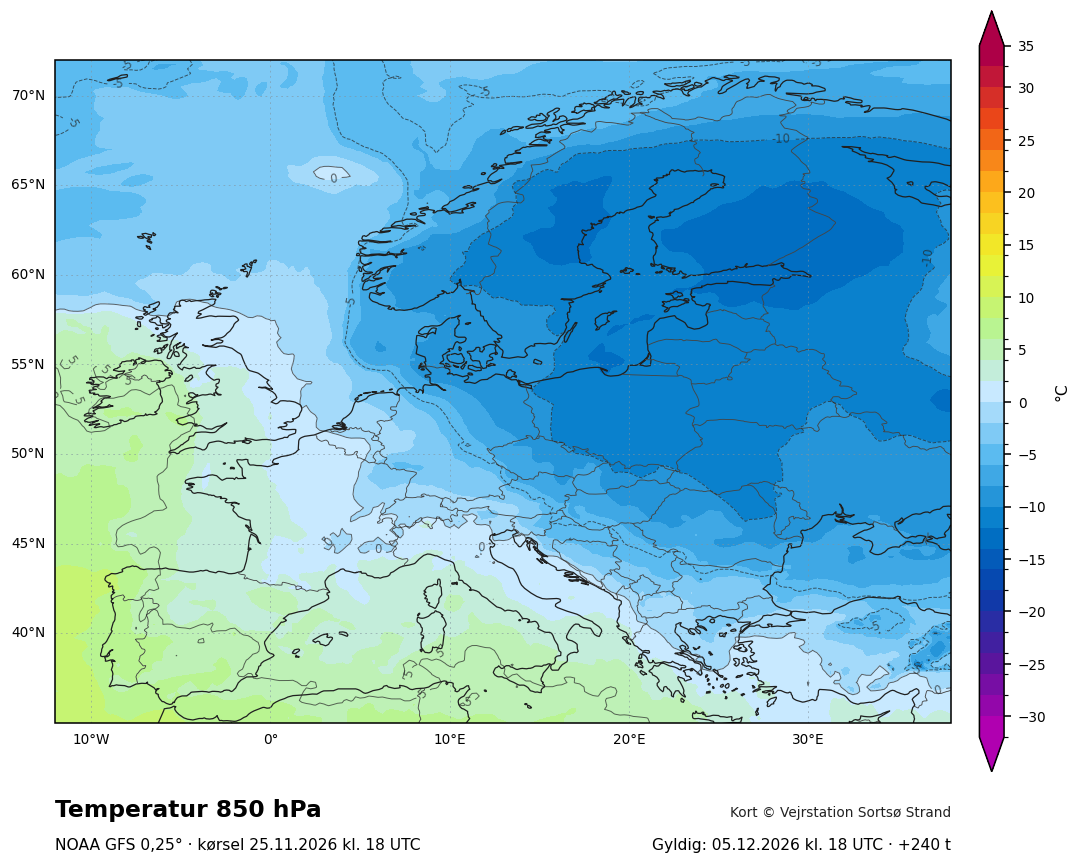 70°N
65°N
60°N
55°N
50°N
45°N
40°N
10°W
0°
10°E
20°E
30°E
35
30
25
20
15
10
5
0
−5
−10
−15
−20
−25
−30
°C
Temperatur 850 hPa
Kort © Vejrstation Sortsø Strand
NOAA GFS 0,25° · kørsel 25.11.2026 kl. 18 UTC
Gyldig: 05.12.2026 kl. 18 UTC · +240 t